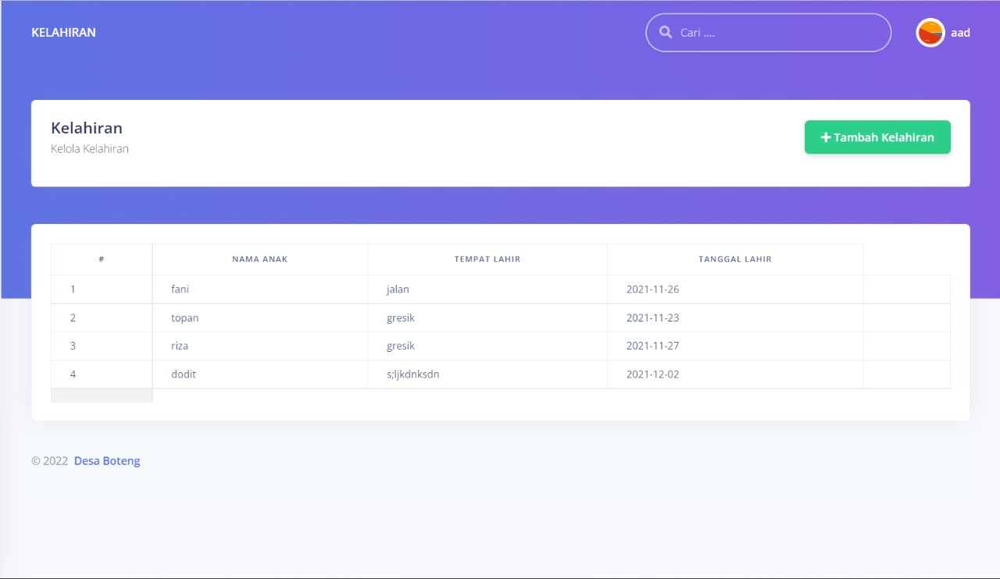 KELAHIRAN
Cari ....
aad
Kelahiran
Kelola Kelahiran
Tambah Kelahiran
# NAMA ANAK TEMPAT LAHIR TANGGAL LAHIR
1 fani jalan 2021-11-26
2 topan gresik 2021-11-23
3 riza gresik 2021-11-27
4 dodit s;ljkdnksdn 2021-12-02
© 2022 Desa Boteng